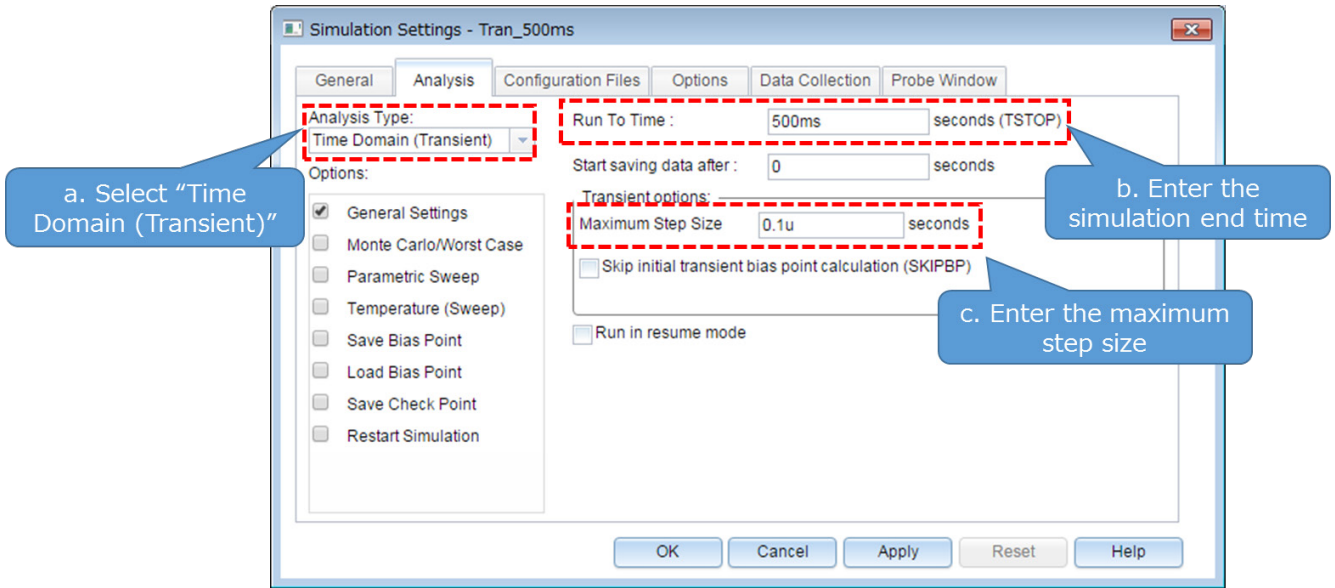 Simulation Settings - Tran_500ms
General
Analysis
Configuration Files
Options
Data Collection
Probe Window
Analysis Type:
Time Domain (Transient)
Options:
General Settings
Monte Carlo/Worst Case
Parametric Sweep
Temperature (Sweep)
Save Bias Point
Load Bias Point
Save Check Point
Restart Simulation
Run To Time :
500ms
seconds (TSTOP)
Start saving data after :
0
seconds
Transient options:
Maximum Step Size
0.1u
seconds
Skip initial transient bias point calculation (SKIPBP)
Run in resume mode
a. Select “Time
Domain (Transient)”
b. Enter the
simulation end time
c. Enter the maximum
step size
OK
Cancel
Apply
Reset
Help